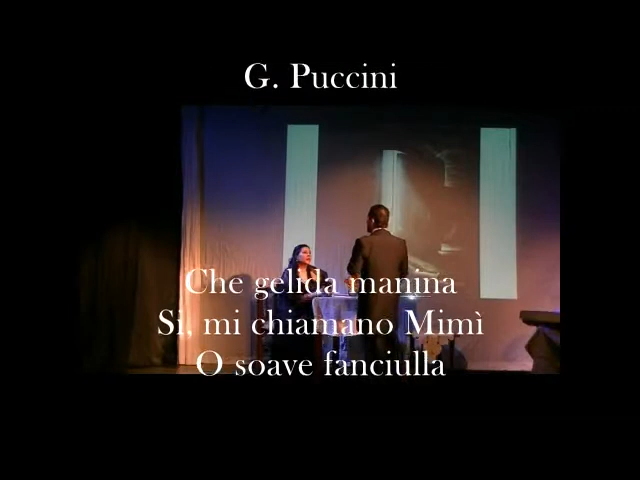 G. Puccini
Che gelida manina
Sì, mi chiamano Mimì
O soave fanciulla